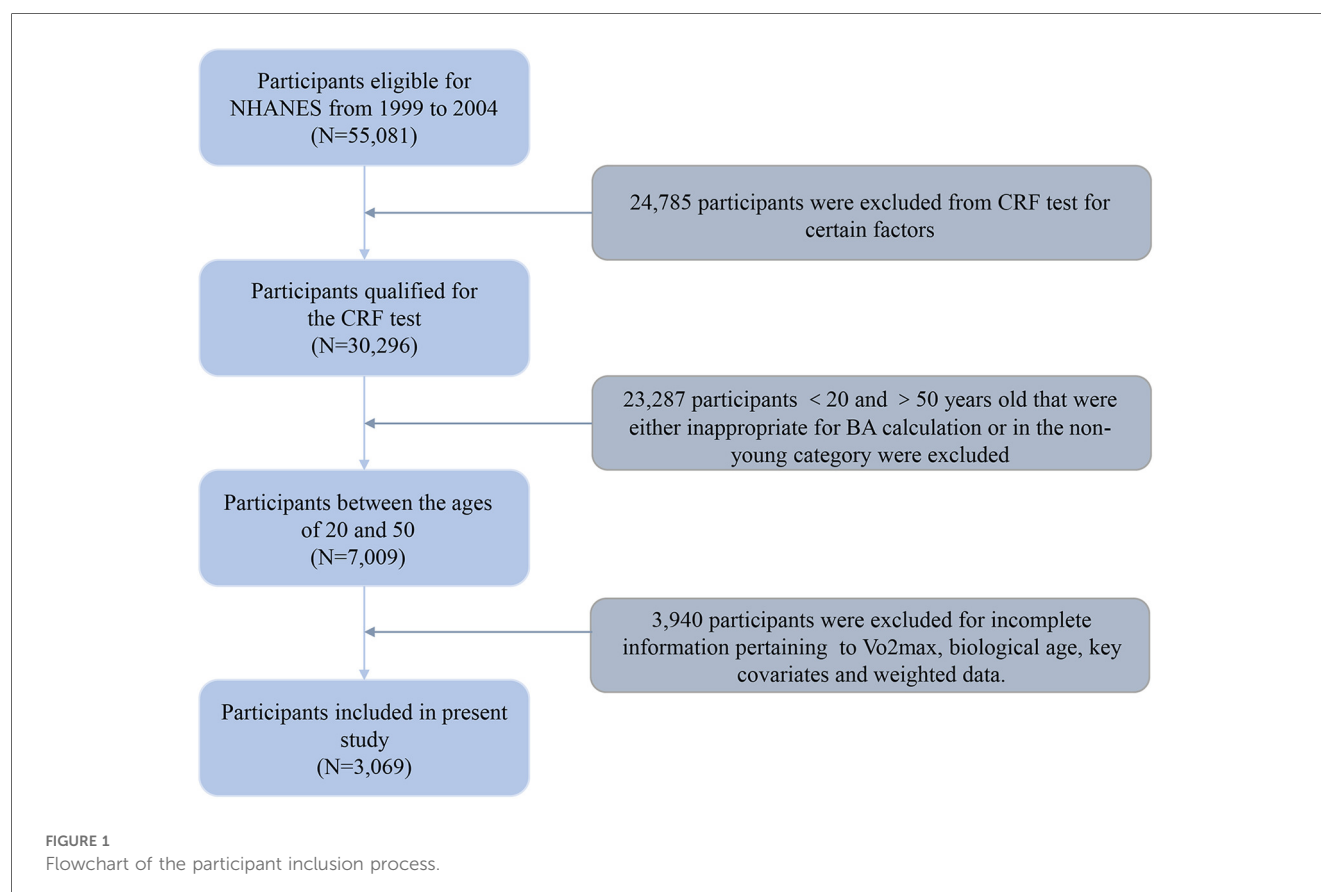 Participants eligible for
NHANES from 1999 to 2004
(N=55,081)
24,785 participants were excluded from CRF test for
certain factors
Participants qualified for
the CRF test
(N=30,296)
23,287 participants < 20 and > 50 years old that were
either inappropriate for BA calculation or in the non-
young category were excluded
Participants between the ages
of 20 and 50
(N=7,009)
3,940 participants were excluded for incomplete
information pertaining to Vo2max, biological age, key
covariates and weighted data.
Participants included in present
study
(N=3,069)
FIGURE 1
Flowchart of the participant inclusion process.